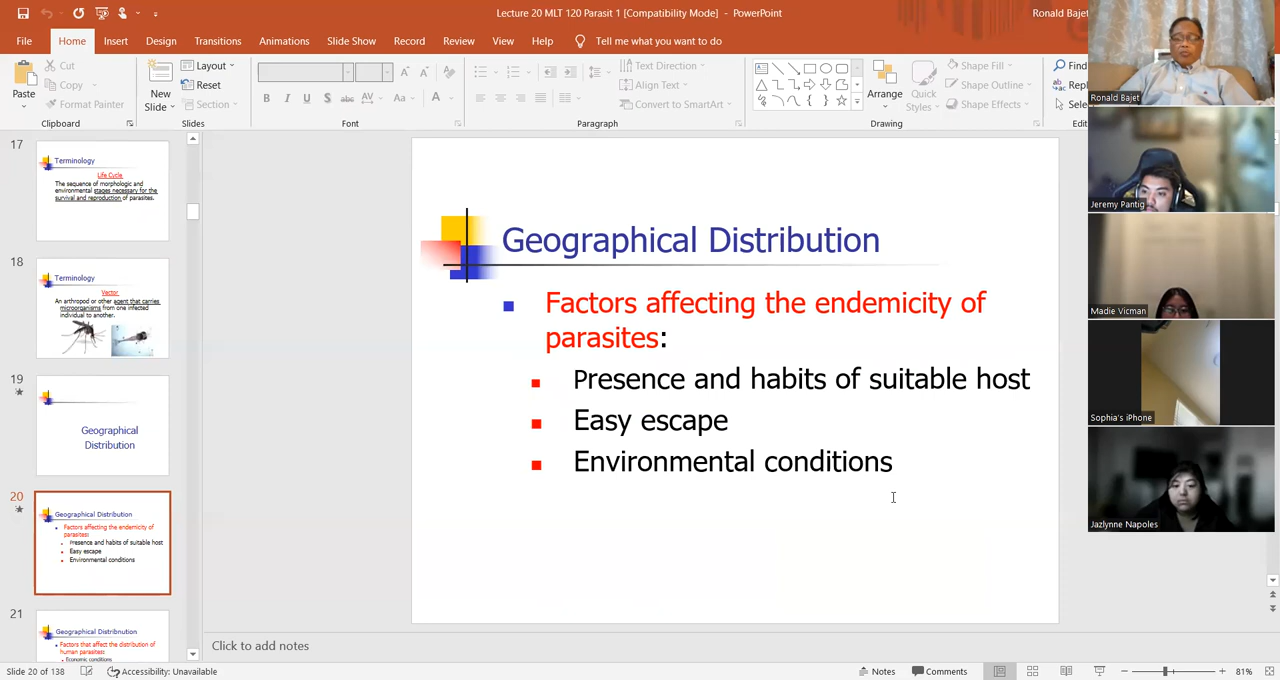 Lecture 20 MLT 120 Parasit 1 [Compatibility Mode] - PowerPoint
Ronald Bajet
File Home Insert Design Transitions Animations Slide Show Record Review View Help Tell me what you want to do
Paste
Cut
Copy
Format Painter
Clipboard
New Slide
Layout
Reset
Section
Slides
B I U S abc AV Aa A
Font
Text Direction
Align Text
Convert to SmartArt
Paragraph
Arrange
Quick Styles
Shape Fill
Shape Outline
Shape Effects
Drawing
Find
Repl
Sele
Edit
17
Terminology
Life Cycle
The sequence of morphologic and
environmental stages necessary for the
survival and reproduction of parasites.
18
Terminology
Vector
An arthropod or other agent that carries
microorganisms from one infected
individual to another.
19
Geographical
Distribution
20
Geographical Distribution
Factors affecting the endemicity of
parasites:
Presence and habits of suitable host
Easy escape
Environmental conditions
21
Geographical Distribnution
Factors that affect the distribution of
human parasites:
Economic conditions
Geographical Distribution
Factors affecting the endemicity of
parasites:
Presence and habits of suitable host
Easy escape
Environmental conditions
Click to add notes
Ronald Bajet
Jeremy Pantig
Madie Vicman
Sophia's iPhone
Jazlynne Napoles
Slide 20 of 138
Accessibility: Unavailable
Notes
Comments
81%